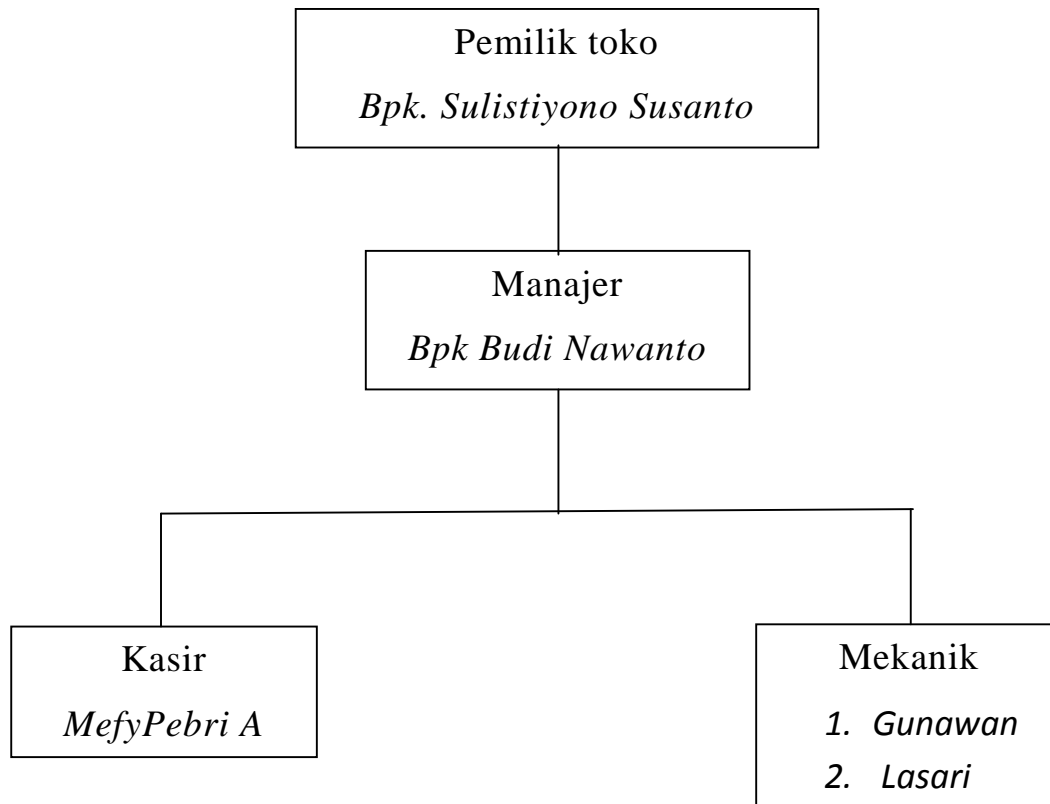 Pemilik toko
Bpk. Sulistiyono Susanto
Manajer
Bpk Budi Nawanto
Kasir
MefyPebri A
Mekanik
1. Gunawan
2. Lasari